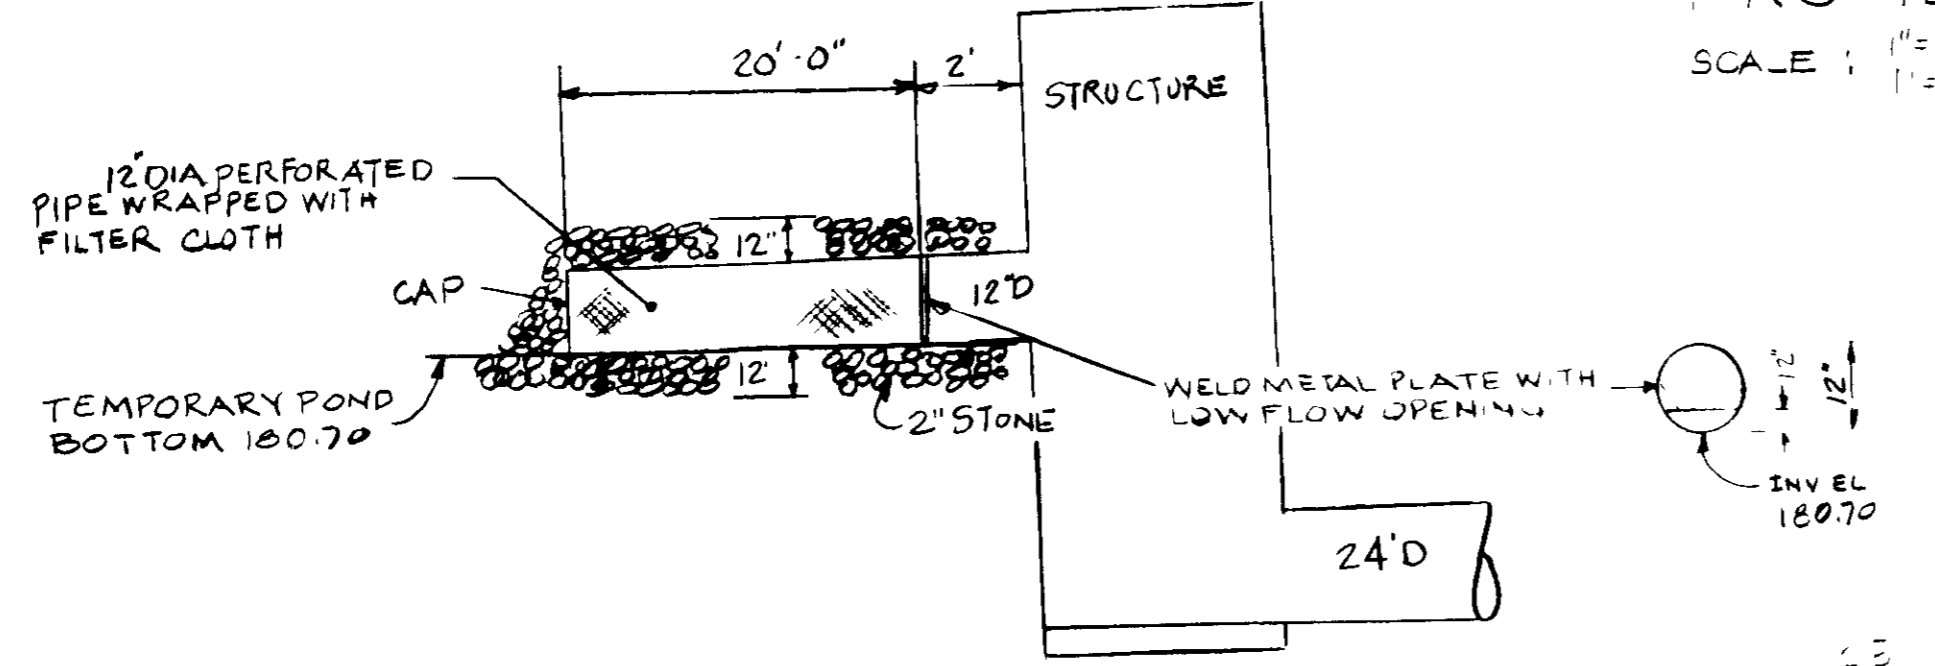 SCALE : 1"=
1'=
20'-0"
2'
STRUCTURE
12" DIA PERFORATED
PIPE WRAPPED WITH
FILTER CLOTH
12"
CAP
12"D
12'
TEMPORARY POND
BOTTOM 180.70
2" STONE
WELD METAL PLATE WITH
LOW FLOW OPENING
12"
12"
INV EL
180.70
24'D